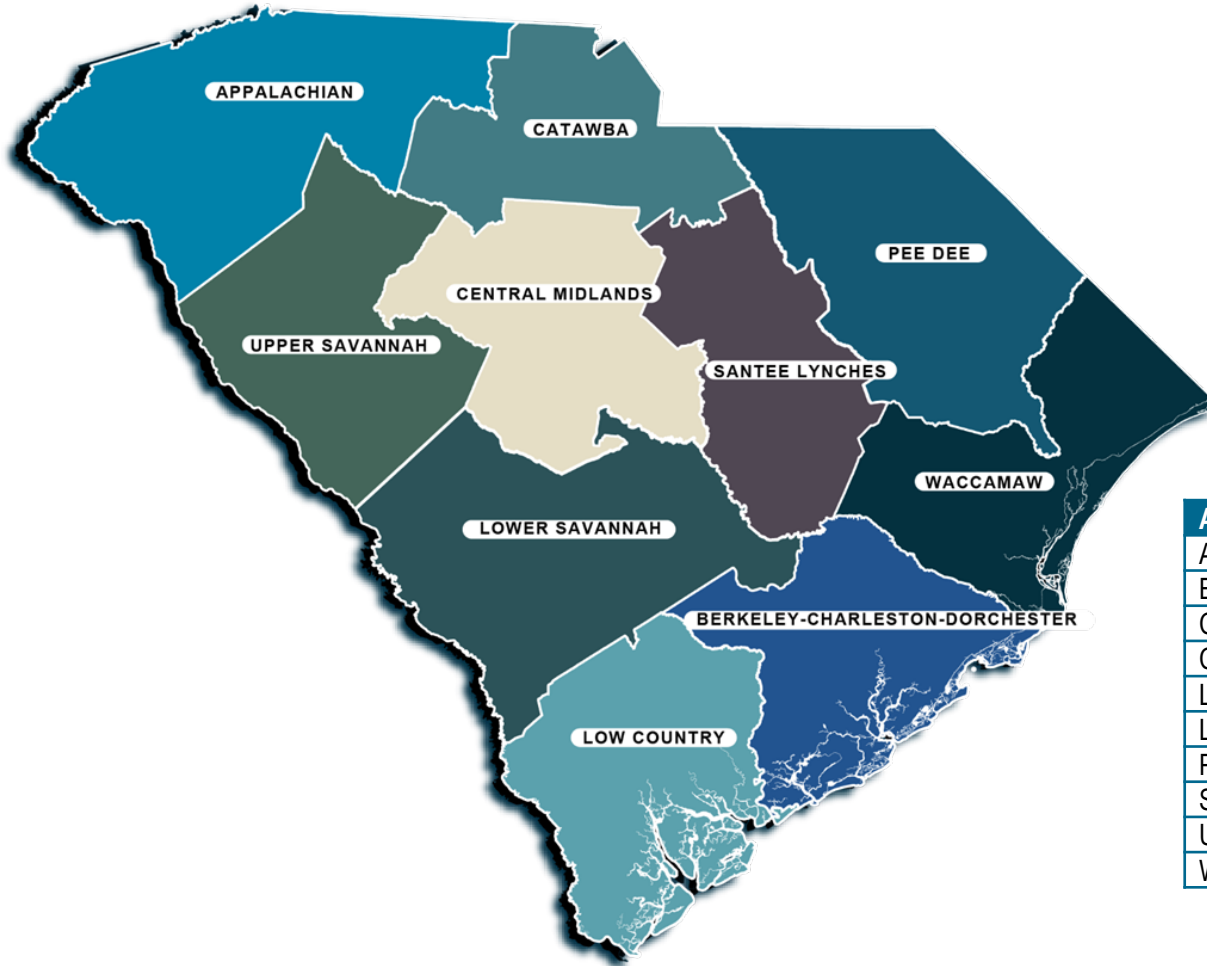 APPALACHIAN
CATAWBA
PEE DEE
CENTRAL MIDLANDS
UPPER SAVANNAH
SANTEE LYNCHES
WACCAMAW
LOWER SAVANNAH
BERKELEY-CHARLESTON-DORCHESTER
LOW COUNTRY
A
A
B
C
C
L
L
P
S
U
W